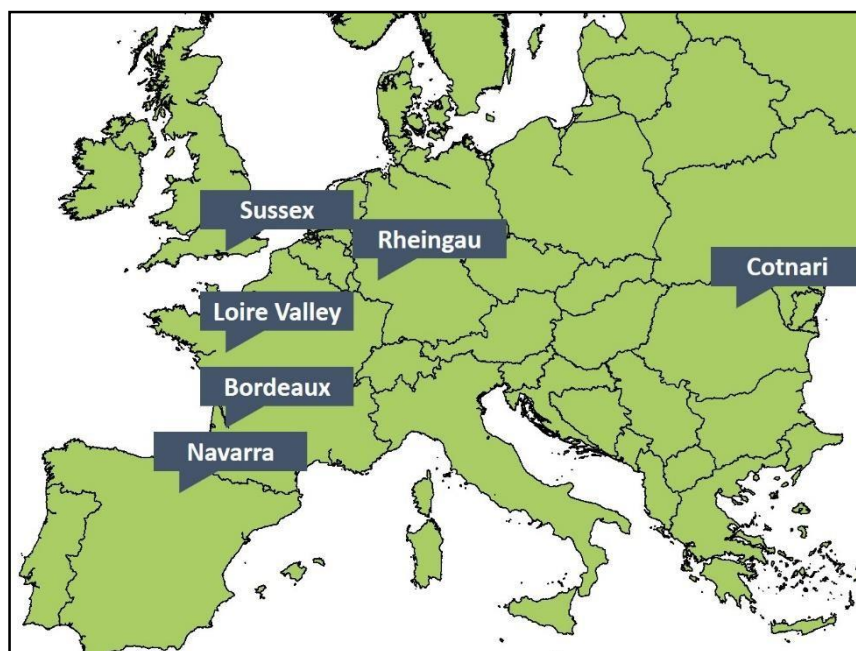 Sussex
Rheingau
Cotnari
Loire Valley
Bordeaux
Navarra